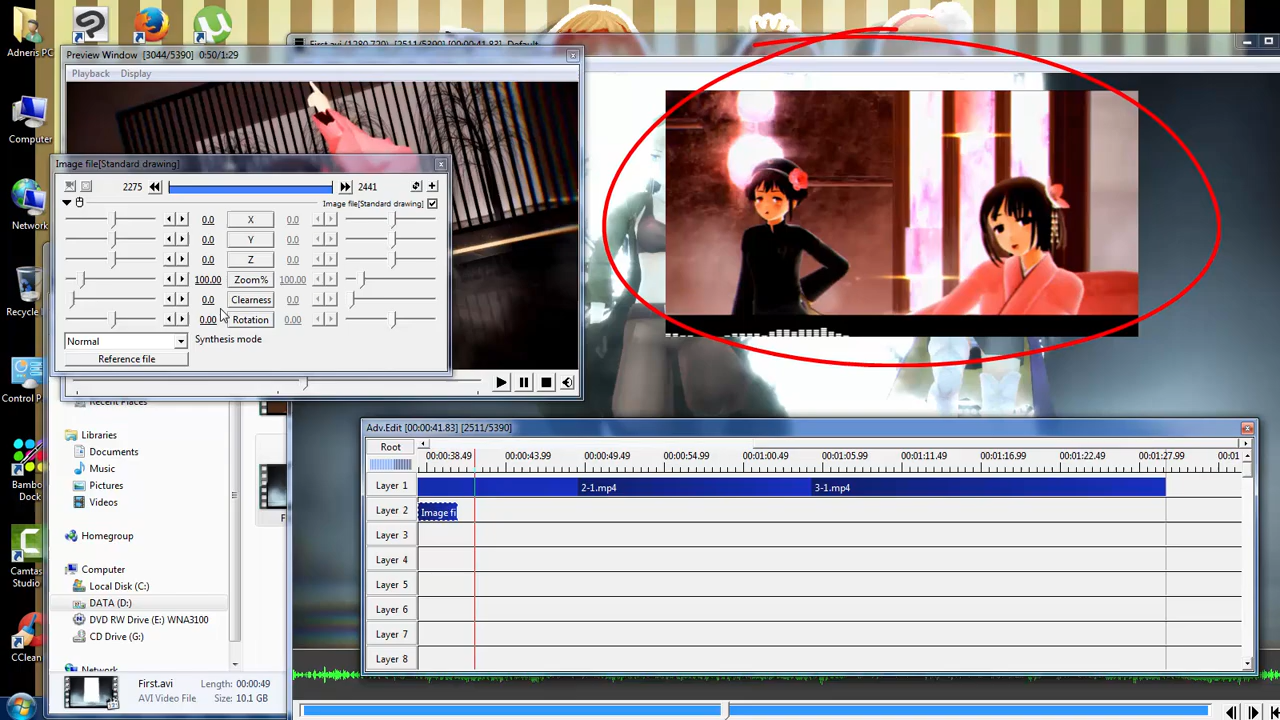 Adneris PC
Computer
Network
Recycle
Control P
Bambo
Dock
Camtas
Studio
CClean
First.avi (1280,720) [2511/5390] [00:00:41.83] Default
Preview Window [3044/5390] 0:50/1:29
Playback Display
Image file[Standard drawing]
2275 2441
Image file[Standard drawing]
0.0 X 0.0
0.0 Y 0.0
0.0 Z 0.0
100.00 Zoom% 100.00
0.0 Clearness 0.0
0.00 Rotation 0.00
Normal Synthesis mode
Reference file
Recent Places
Libraries
Documents
Music
Pictures
Videos
Homegroup
Computer
Local Disk (C:)
DATA (D:)
DVD RW Drive (E:) WNA3100
CD Drive (G:)
Network
F
First.avi Length: 00:00:49
AVI Video File Size: 10.1 GB
Adv.Edit [00:00:41.83] [2511/5390]
Root
00:00:38.49 00:00:43.99 00:00:49.49 00:00:54.99 00:01:00.49 00:01:05.99 00:01:11.49 00:01:16.99 00:01:22.49 00:01:27.99 00:01
Layer 1 2-1.mp4 3-1.mp4
Layer 2 Image fi
Layer 3
Layer 4
Layer 5
Layer 6
Layer 7
Layer 8